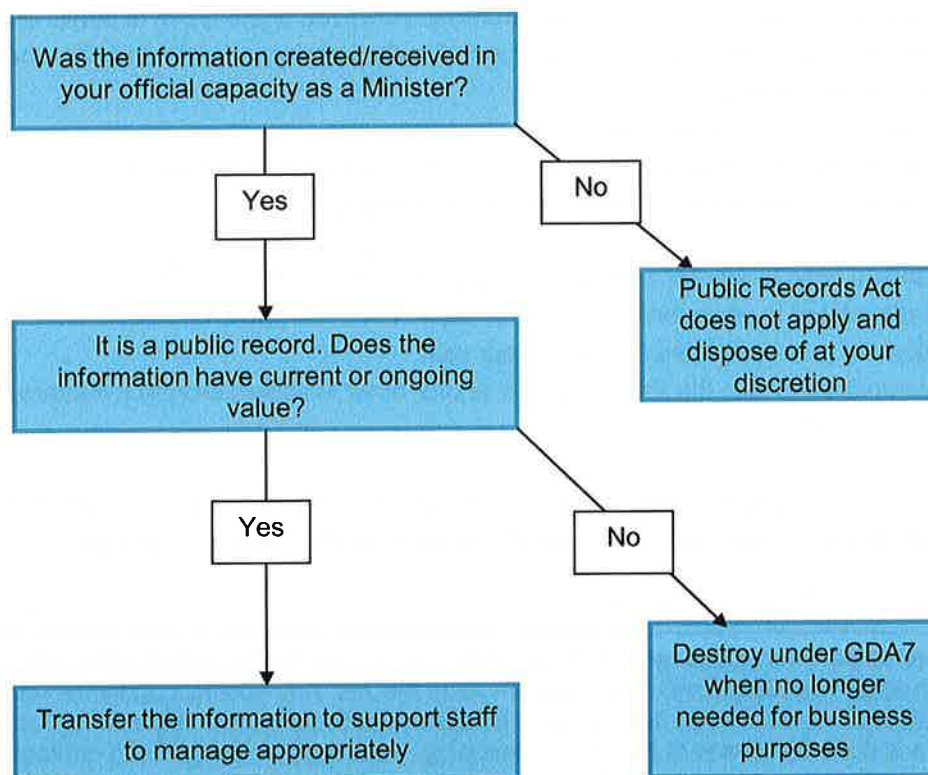 Was the information created/received in
your official capacity as a Minister?
Yes
No
Public Records Act
does not apply and
dispose of at your
discretion
It is a public record. Does the
information have current or ongoing
value?
Yes
No
Destroy under GDA7
when no longer
needed for business
purposes
Transfer the information to support staff
to manage appropriately